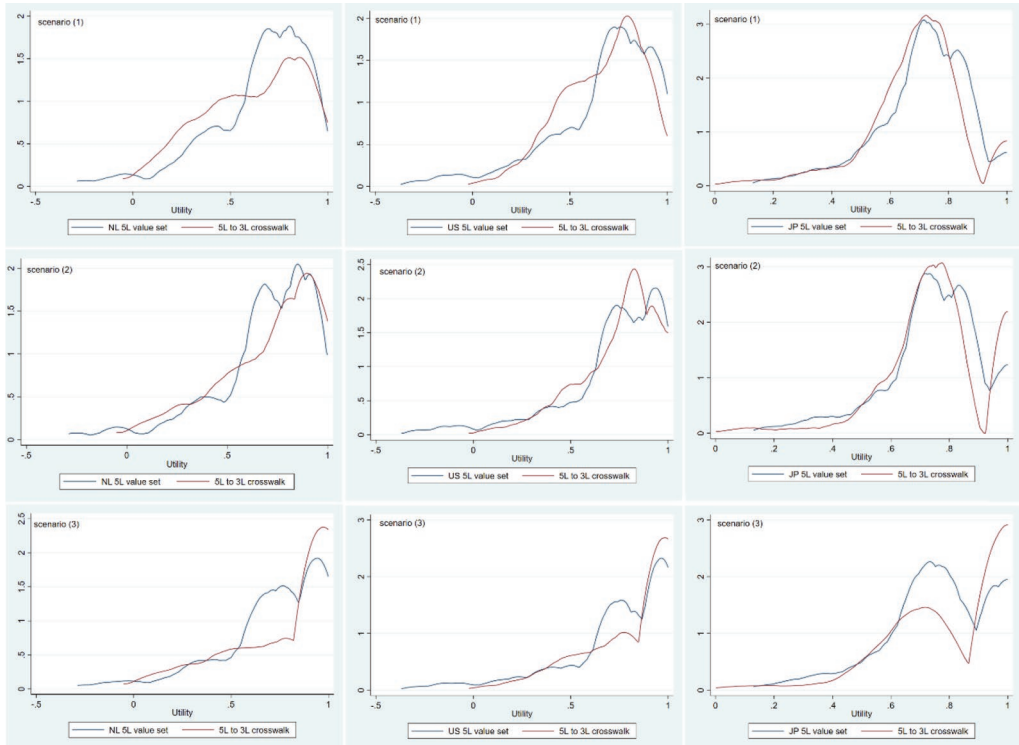 scenario (1)
2
1.5
1
.5
0
-.5
0
.5
1
Utility
NL 5L value set
5L to 3L crosswalk
scenario (1)
2
1.5
1
.5
0
-.5
0
.5
1
Utility
US 5L value set
5L to 3L crosswalk
scenario (1)
3
2
1
0
0
.2
.4
.6
.8
1
Utility
JP 5L value set
5L to 3L crosswalk
scenario (2)
2
1.5
1
.5
0
-.5
0
.5
1
Utility
NL 5L value set
5L to 3L crosswalk
scenario (2)
2.5
2
1.5
1
.5
0
-.5
0
.5
1
Utility
US 5L value set
5L to 3L crosswalk
scenario (2)
3
2
1
0
0
.2
.4
.6
.8
1
Utility
JP 5L value set
5L to 3L crosswalk
scenario (3)
2.5
2
1.5
1
.5
0
-.5
0
.5
1
Utility
NL 5L value set
5L to 3L crosswalk
scenario (3)
3
2
1
0
-.5
0
.5
1
Utility
US 5L value set
5L to 3L crosswalk
scenario (3)
3
2
1
0
0
.2
.4
.6
.8
1
Utility
JP 5L value set
5L to 3L crosswalk